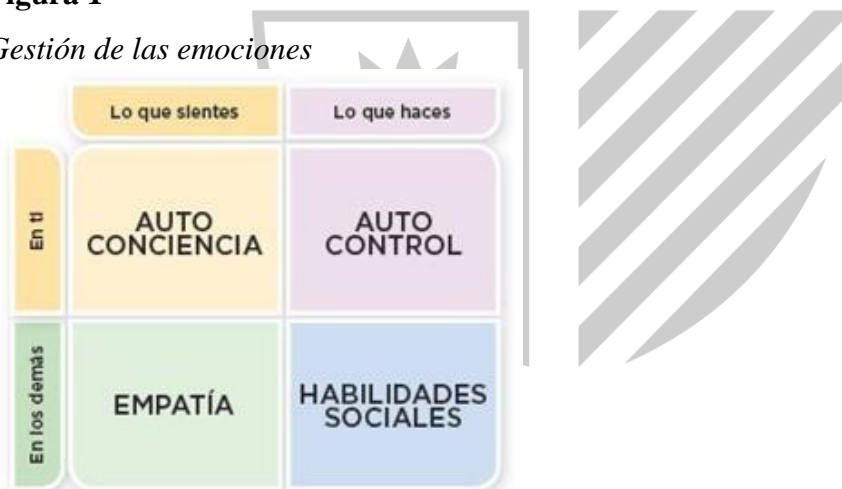 Figura 1
Gestión de las emociones
Lo que sientes
Lo que haces
En ti
AUTO
CONCIENCIA
AUTO
CONTROL
En los demás
EMPATÍA
HABILIDADES
SOCIALES